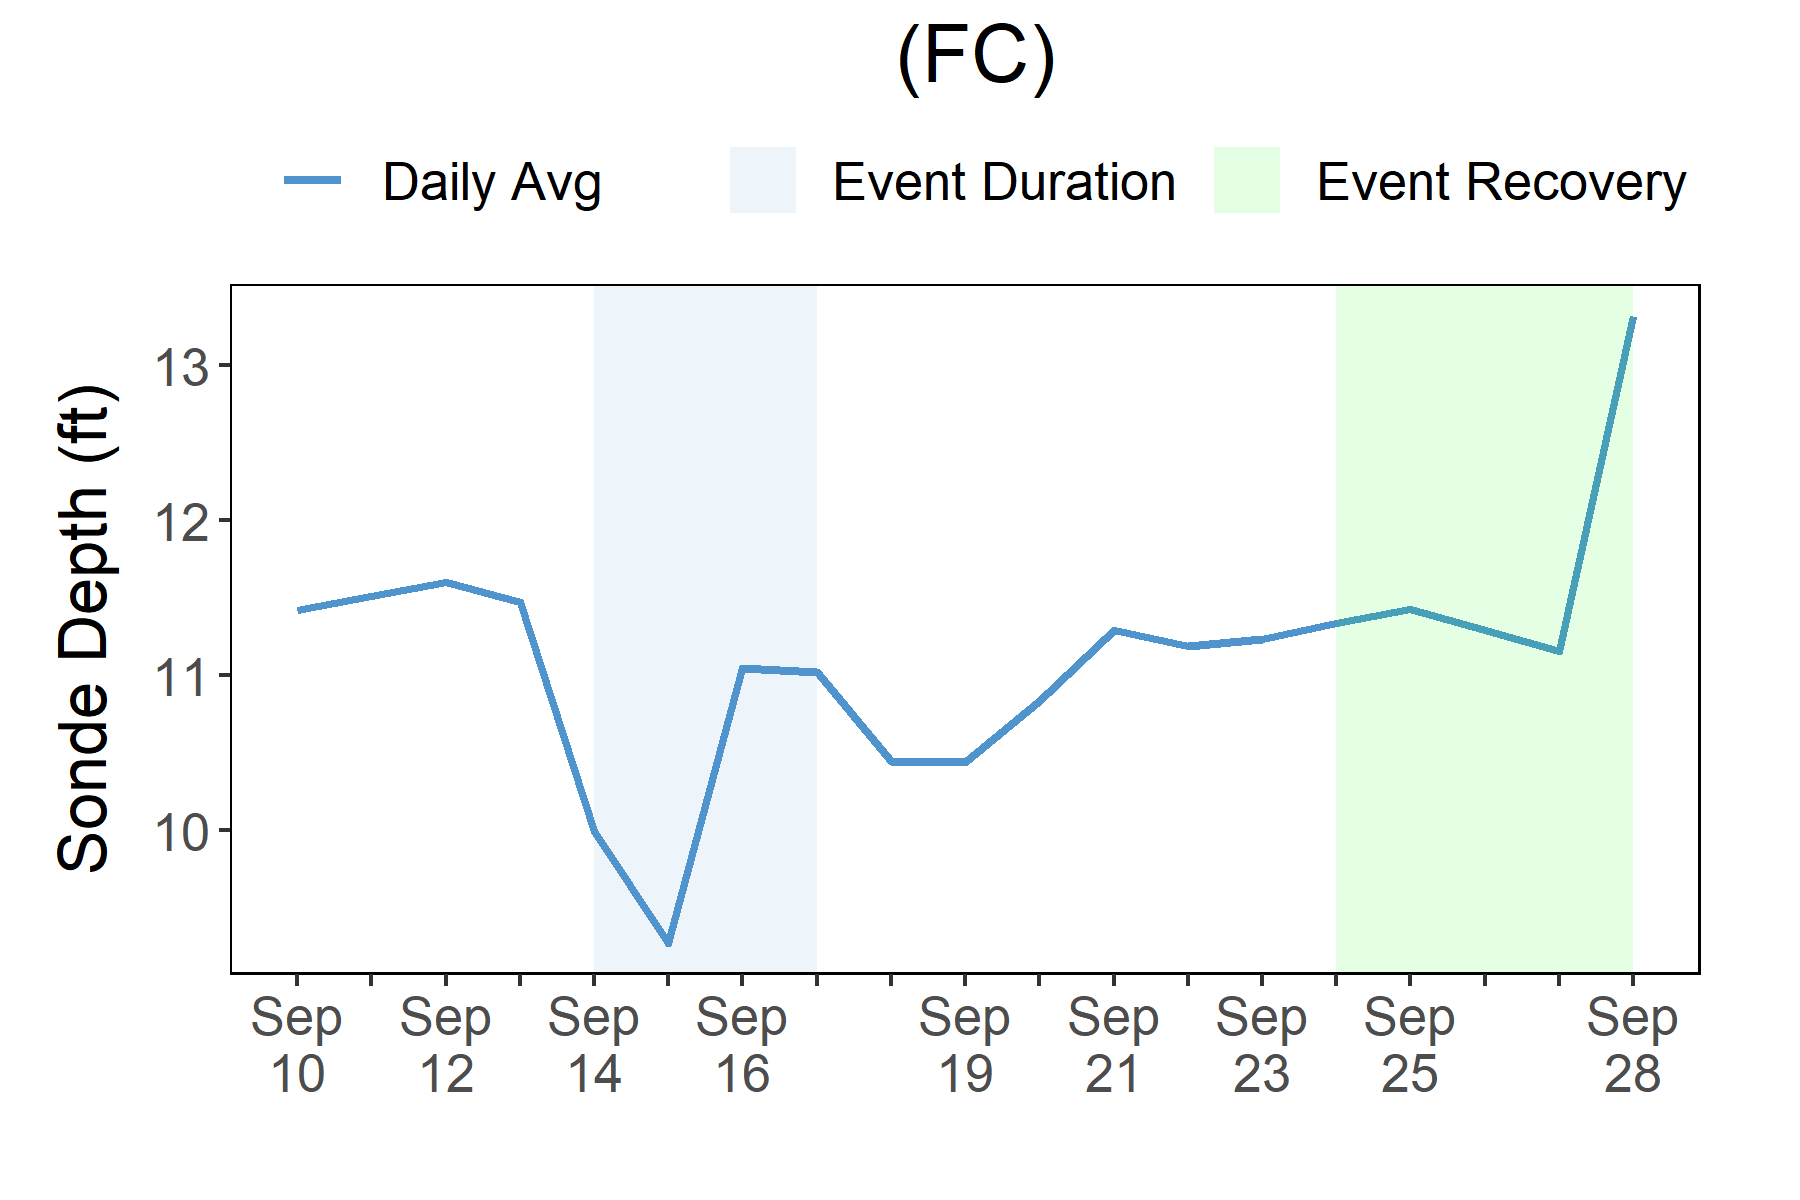 (FC)
Daily Avg
Event Duration
Event Recovery
Sonde Depth (ft)
13
12
11
10
Sep 10
Sep 12
Sep 14
Sep 16
Sep 19
Sep 21
Sep 23
Sep 25
Sep 28